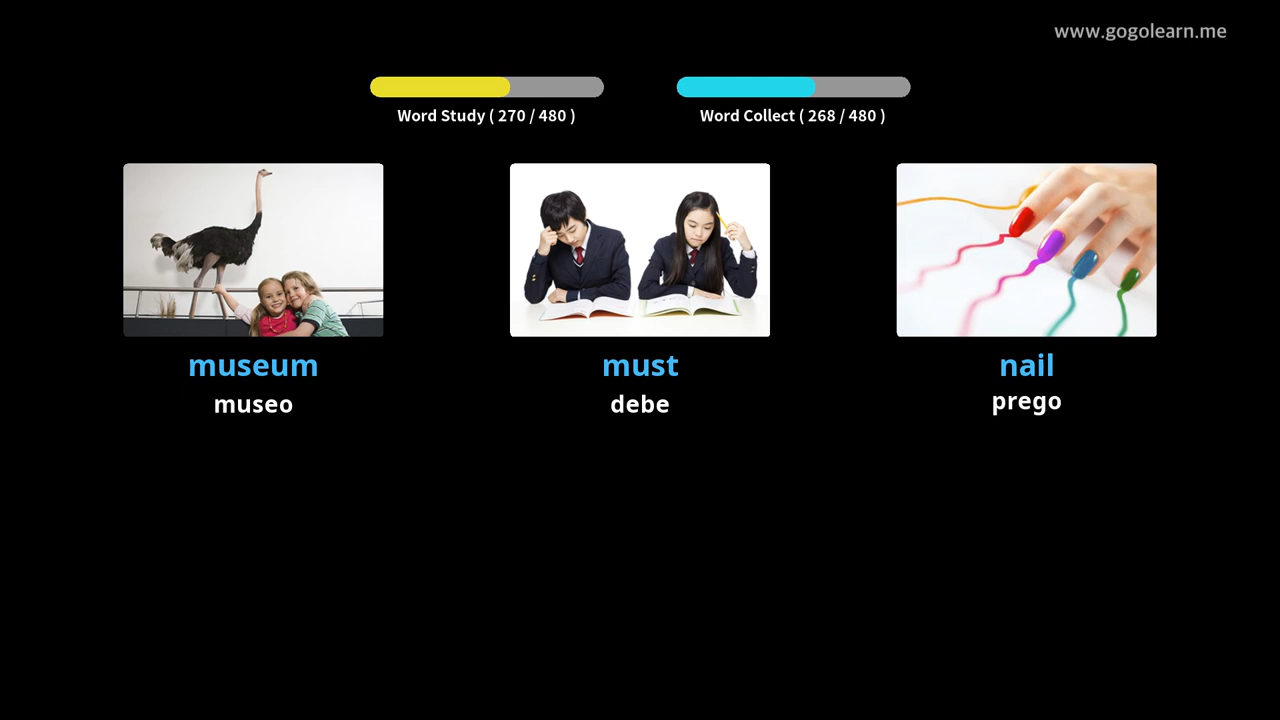 www.gogolearn.me
Word Study ( 270 / 480 )
Word Collect ( 268 / 480 )
museum
museo
must
debe
nail
prego